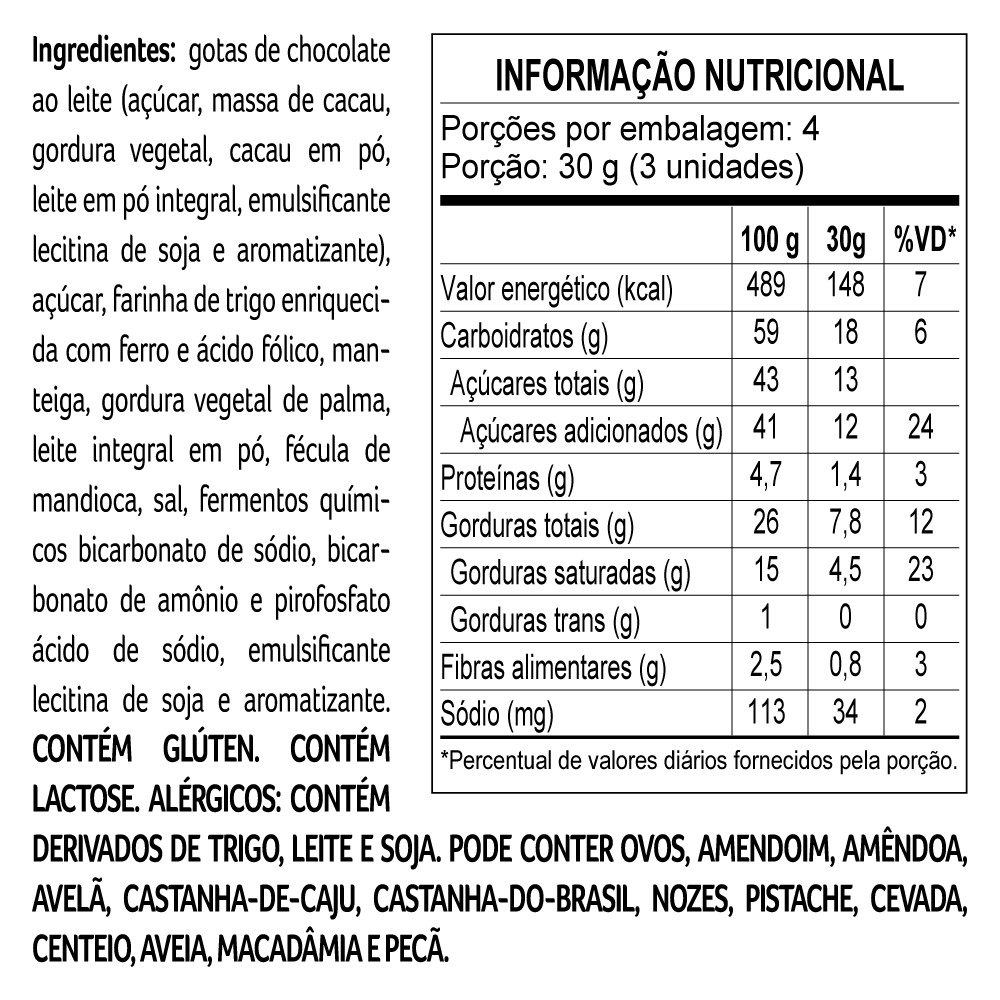 Ingredientes: gotas de chocolate
ao leite (açúcar, massa de cacau,
gordura vegetal, cacau em pó,
leite em pó integral, emulsificante
lecitina de soja e aromatizante),
açúcar, farinha de trigo enriqueci-
da com ferro e ácido fólico, man-
teiga, gordura vegetal de palma,
leite integral em pó, fécula de
mandioca, sal, fermentos quími-
cos bicarbonato de sódio, bicar-
bonato de amônio e pirofosfato
ácido de sódio, emulsificante
lecitina de soja e aromatizante.
CONTÉM GLÚTEN. CONTÉM
LACTOSE. ALÉRGICOS: CONTÉM
DERIVADOS DE TRIGO, LEITE E SOJA. PODE CONTER OVOS, AMENDOIM, AMÊNDOA,
AVELÃ, CASTANHA-DE-CAJU, CASTANHA-DO-BRASIL, NOZES, PISTACHE, CEVADA,
CENTEIO, AVEIA, MACADÂMIA E PECÃ.
INFORMAÇÃO NUTRICIONAL
Porções por embalagem: 4
Porção: 30 g (3 unidades)
100 g 30g %VD*
Valor energético (kcal) 489 148 7
Carboidratos (g) 59 18 6
Açúcares totais (g) 43 13
Açúcares adicionados (g) 41 12 24
Proteínas (g) 4,7 1,4 3
Gorduras totais (g) 26 7,8 12
Gorduras saturadas (g) 15 4,5 23
Gorduras trans (g) 1 0 0
Fibras alimentares (g) 2,5 0,8 3
Sódio (mg) 113 34 2
*Percentual de valores diários fornecidos pela porção.